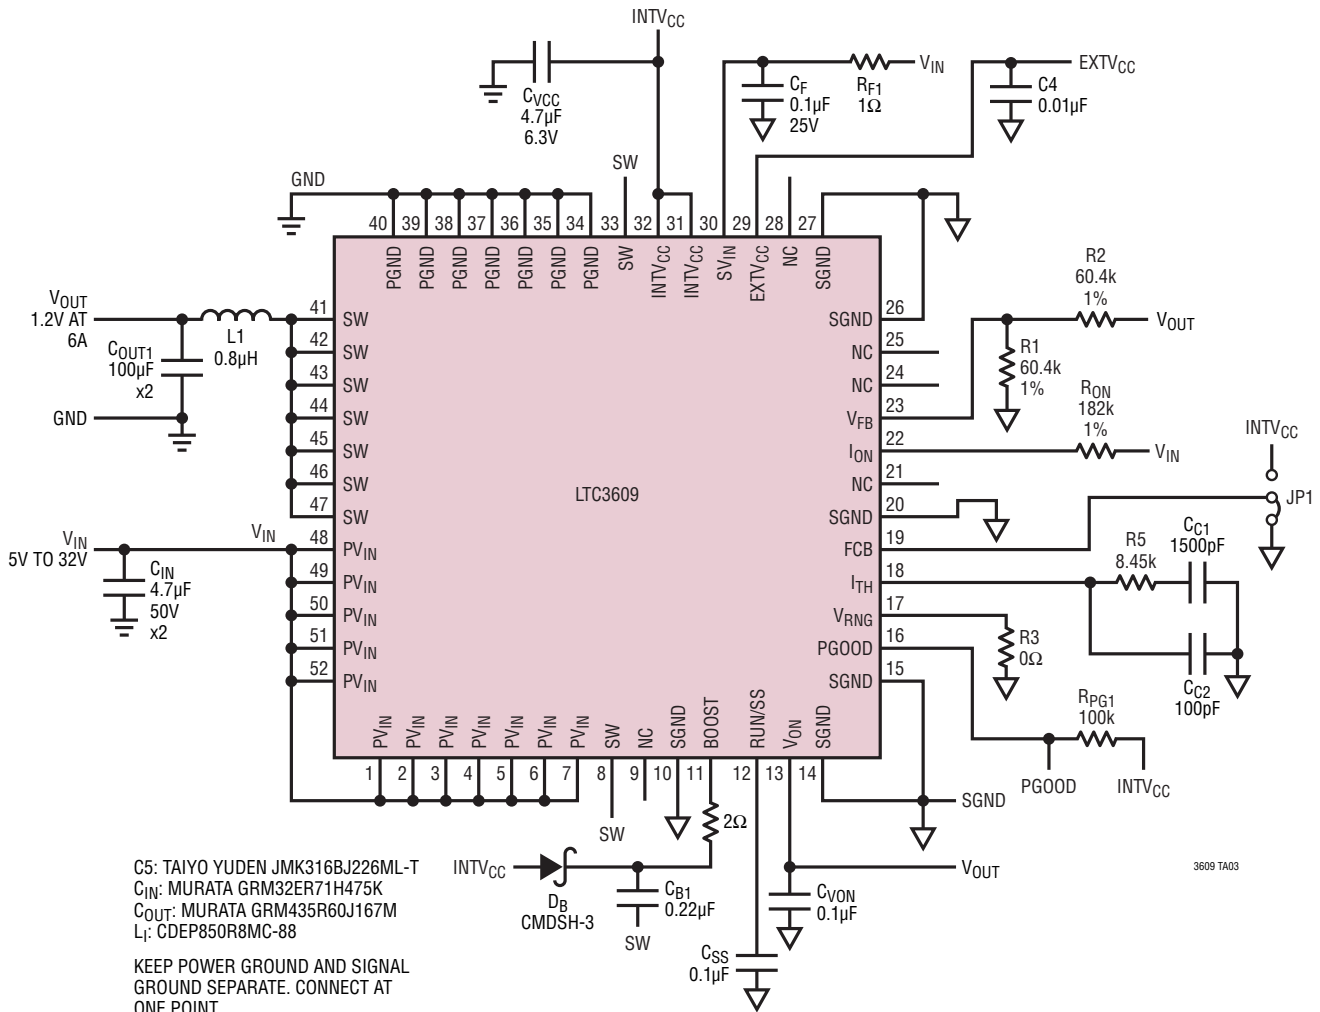 INTVCC
CVCC
4.7µF
6.3V
CF
0.1µF
25V
RF1
1Ω
VIN
EXTVCC
C4
0.01µF
GND
SW
40 39 38 37 36 35 34 33 32 31 30 29 28 27
PGND PGND PGND PGND PGND PGND PGND SW INTVCC INTVCC SVIN EXTVCC NC SGND
VOUT
1.2V AT
6A
COUT1
100µF
x2
L1
0.8µH
GND
VIN
5V TO 32V
VIN
CIN
4.7µF
50V
x2
41 SW
42 SW
43 SW
44 SW
45 SW
46 SW
47 SW
48 PVIN
49 PVIN
50 PVIN
51 PVIN
52 PVIN
LTC3609
SGND 26
NC 25
NC 24
VFB 23
ION 22
NC 21
SGND 20
FCB 19
ITH 18
VRNG 17
PGOOD 16
SGND 15
R2
60.4k
1%
VOUT
R1
60.4k
1%
RON
182k
1%
VIN
INTVCC
JP1
R5
8.45k
CC1
1500pF
CC2
100pF
R3
0Ω
RPG1
100k
PGOOD
INTVCC
PVIN PVIN PVIN PVIN PVIN PVIN PVIN SW NC SGND BOOST RUN/SS VON SGND
1 2 3 4 5 6 7 8 9 10 11 12 13 14
SW
2Ω
SGND
INTVCC
DB
CMDSH-3
CB1
0.22µF
SW
VOUT
CVON
0.1µF
CSS
0.1µF
3609 TA03
C5: TAIYO YUDEN JMK316BJ226ML-T
CIN: MURATA GRM32ER71H475K
COUT: MURATA GRM435R60J167M
LI: CDEP850R8MC-88
KEEP POWER GROUND AND SIGNAL
GROUND SEPARATE. CONNECT AT
ONE POINT